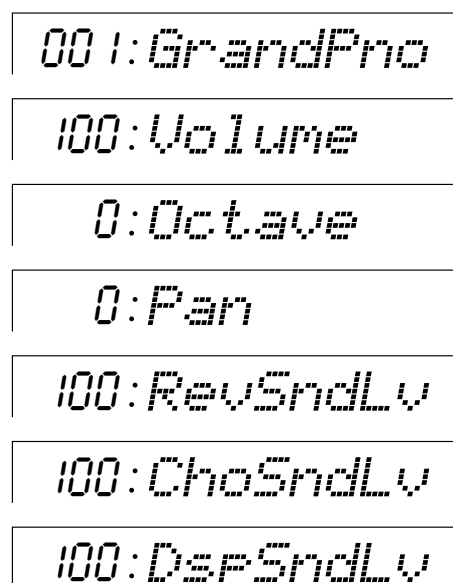 001:GrandPno
100:Volume
0:Octave
0:Pan
100:RevSndLv
100:ChoSndLv
100:DspSndLv